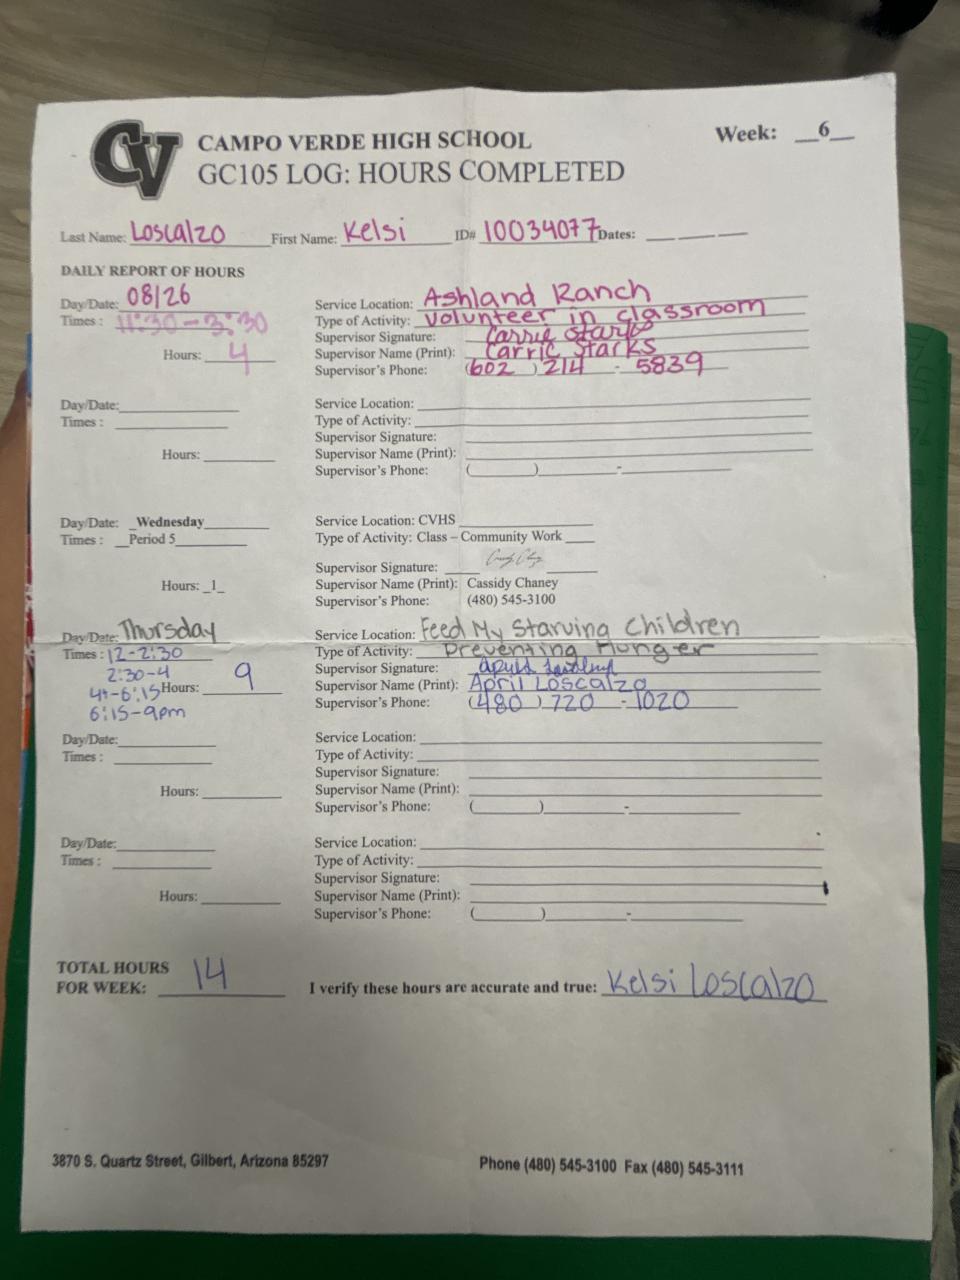 CV
CAMPO VERDE HIGH SCHOOL
Week: __6__
GC105 LOG: HOURS COMPLETED
Last Name: Loscalzo First Name: Kelsi ID# 10034077 Dates: ___ ___ ___
DAILY REPORT OF HOURS
Day/Date: 08/26
Times : 11:30-3:30
Hours: 4
Service Location: Ashland Ranch
Type of Activity: Volunteer in classroom
Supervisor Signature: Carrie Starks
Supervisor Name (Print): Carrie Starks
Supervisor's Phone: (602) 214 - 5839
Day/Date:
Times :
Hours:
Service Location:
Type of Activity:
Supervisor Signature:
Supervisor Name (Print):
Supervisor's Phone: ( ) -
Day/Date: _Wednesday
Times : __Period 5
Hours: _1_
Service Location: CVHS
Type of Activity: Class – Community Work
Supervisor Signature:
Supervisor Name (Print): Cassidy Chaney
Supervisor's Phone: (480) 545-3100
Day/Date: Thursday
Times : 12-2:30
2:30-4
4-6:15 Hours: 9
6:15-9pm
Service Location: Feed My Starving Children
Type of Activity: Preventing Hunger
Supervisor Signature:
Supervisor Name (Print): April Loscalzo
Supervisor's Phone: (480) 720 - 1020
Day/Date:
Times :
Hours:
Service Location:
Type of Activity:
Supervisor Signature:
Supervisor Name (Print):
Supervisor's Phone: ( ) -
Day/Date:
Times :
Hours:
Service Location:
Type of Activity:
Supervisor Signature:
Supervisor Name (Print):
Supervisor's Phone: ( ) -
TOTAL HOURS
FOR WEEK: 14
I verify these hours are accurate and true: Kelsi Loscalzo
3870 S. Quartz Street, Gilbert, Arizona 85297
Phone (480) 545-3100 Fax (480) 545-3111